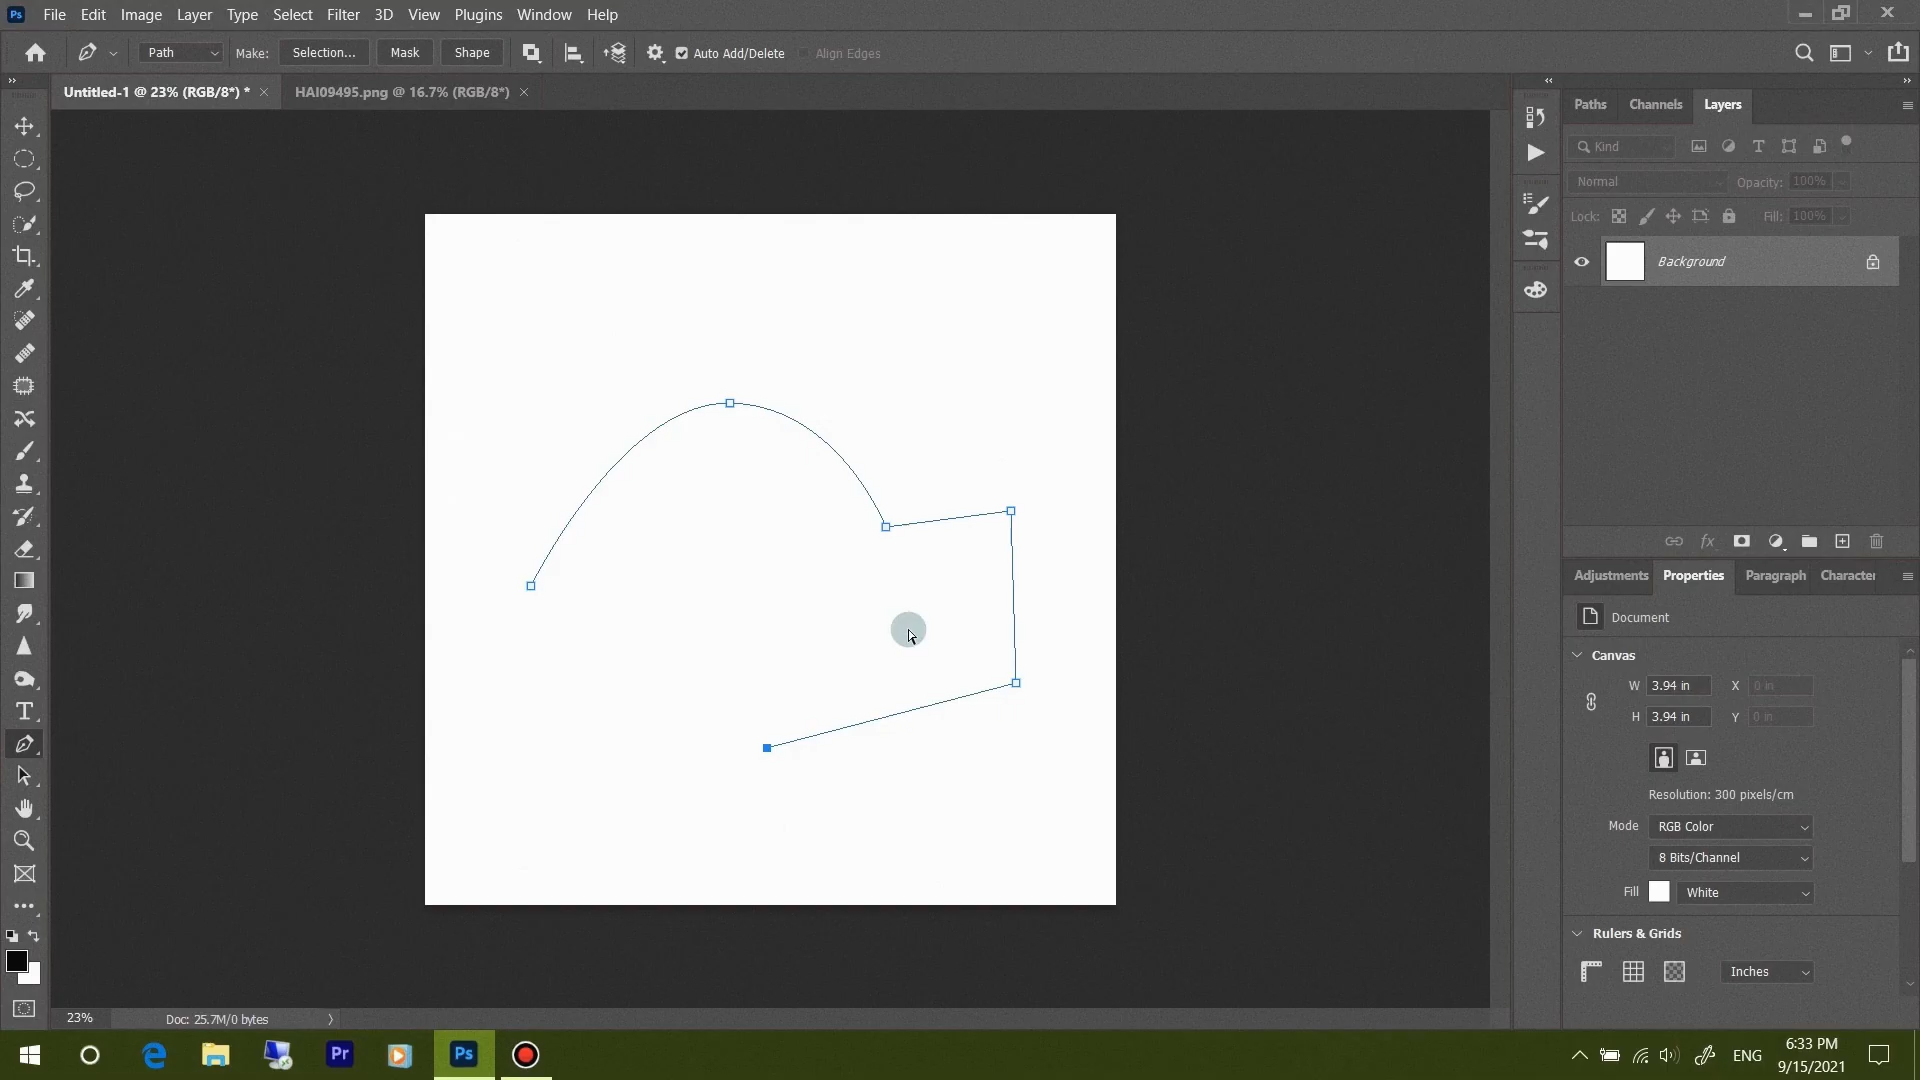 Ps File Edit Image Layer Type Select Filter 3D View Plugins Window Help
Path Make: Selection... Mask Shape Auto Add/Delete Align Edges
Untitled-1 @ 23% (RGB/8*) * HAI09495.png @ 16.7% (RGB/8*)
Paths Channels Layers
Kind
Normal Opacity: 100%
Lock: Fill: 100%
Background
fx
Adjustments Properties Paragraph Character
Document
Canvas
W 3.94 in X 0 in
H 3.94 in Y 0 in
Resolution: 300 pixels/cm
Mode RGB Color
8 Bits/Channel
Fill White
Rulers & Grids
Inches
23% Doc: 25.7M/0 bytes
Pr Ps ENG 6:33 PM
9/15/2021